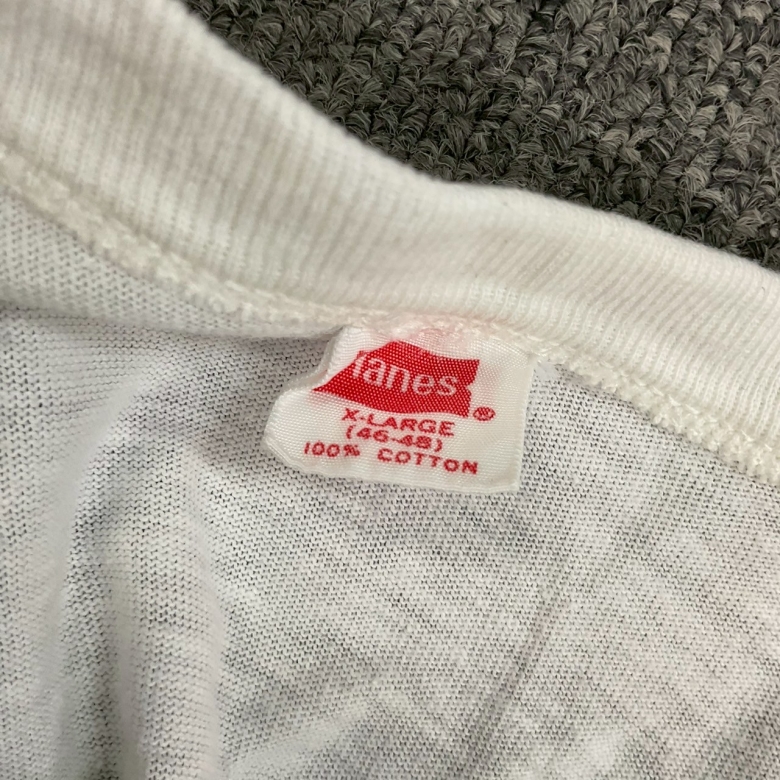 Hanes®
X-LARGE
(46-48)
100% COTTON